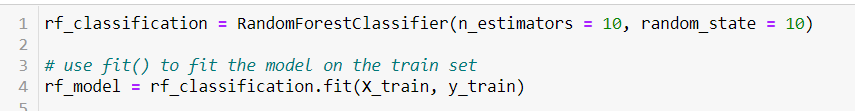 1 rf_classification = RandomForestClassifier(n_estimators = 10, random_state = 10)
2
3 # use fit() to fit the model on the train set
4 rf_model = rf_classification.fit(X_train, y_train)
5